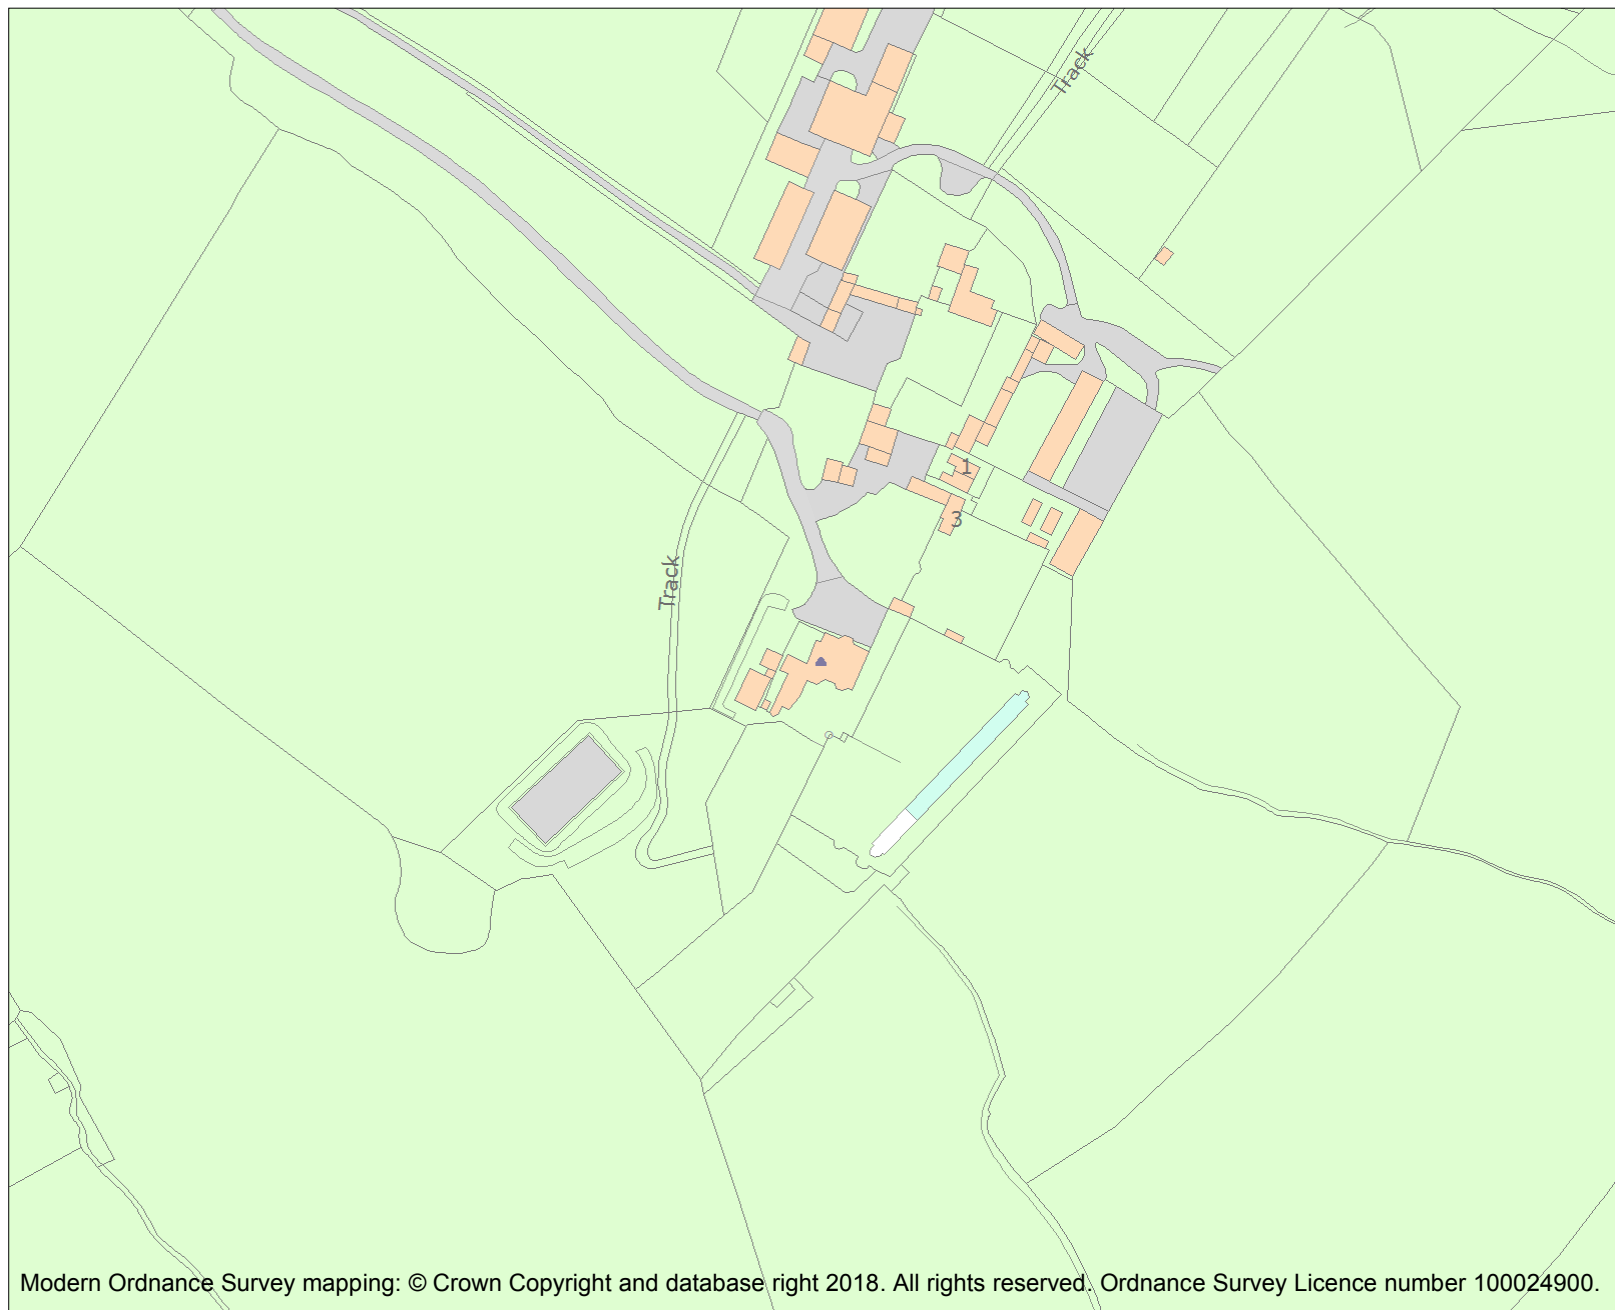 Track
1
3
Track
Modern Ordnance Survey mapping: © Crown Copyright and database right 2018. All rights reserved. Ordnance Survey Licence number 100024900.